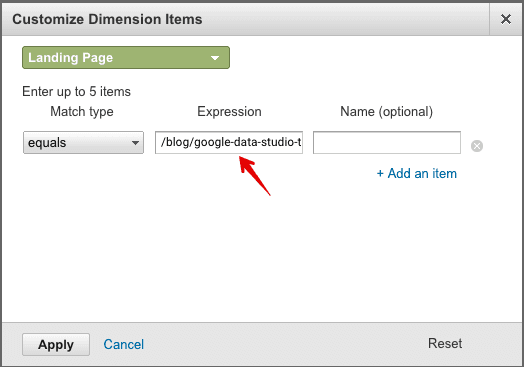 Customize Dimension Items
Landing Page
Enter up to 5 items
Match type Expression Name (optional)
equals /blog/google-data-studio-t
+ Add an item
Apply Cancel Reset